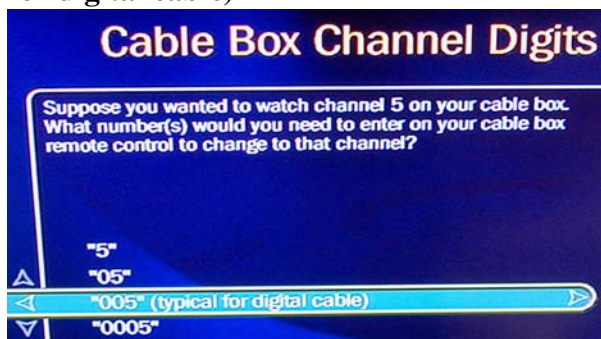 Cable Box Channel Digits
Suppose you wanted to watch channel 5 on your cable box.
What number(s) would you need to enter on your cable box
remote control to change to that channel?
"5"
"05"
"005" (typical for digital cable)
"0005"